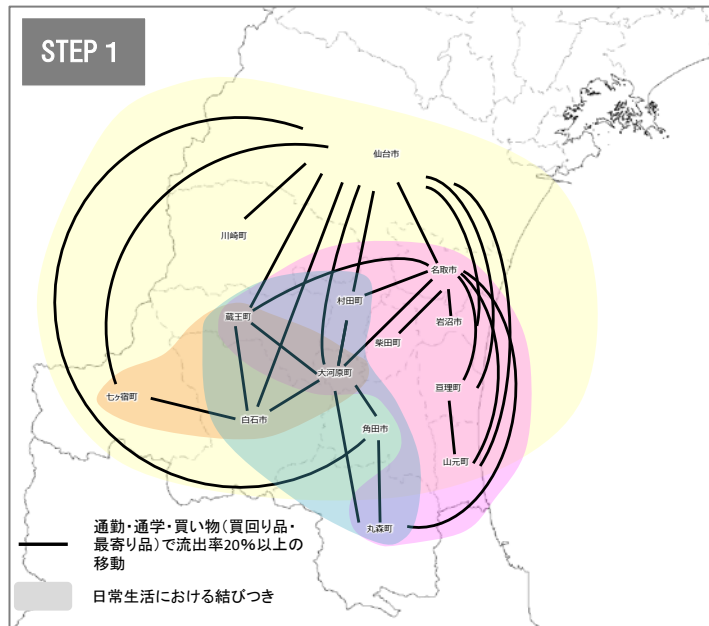 STEP 1
仙台市
川崎町
名取市
村田町
蔵王町
岩沼市
柴田町
大河原町
亘理町
七ヶ宿町
白石市
角田市
山元町
丸森町
通勤・通学・買い物(買回り品・
最寄り品)で流出率20%以上の
移動
日常生活における結びつき